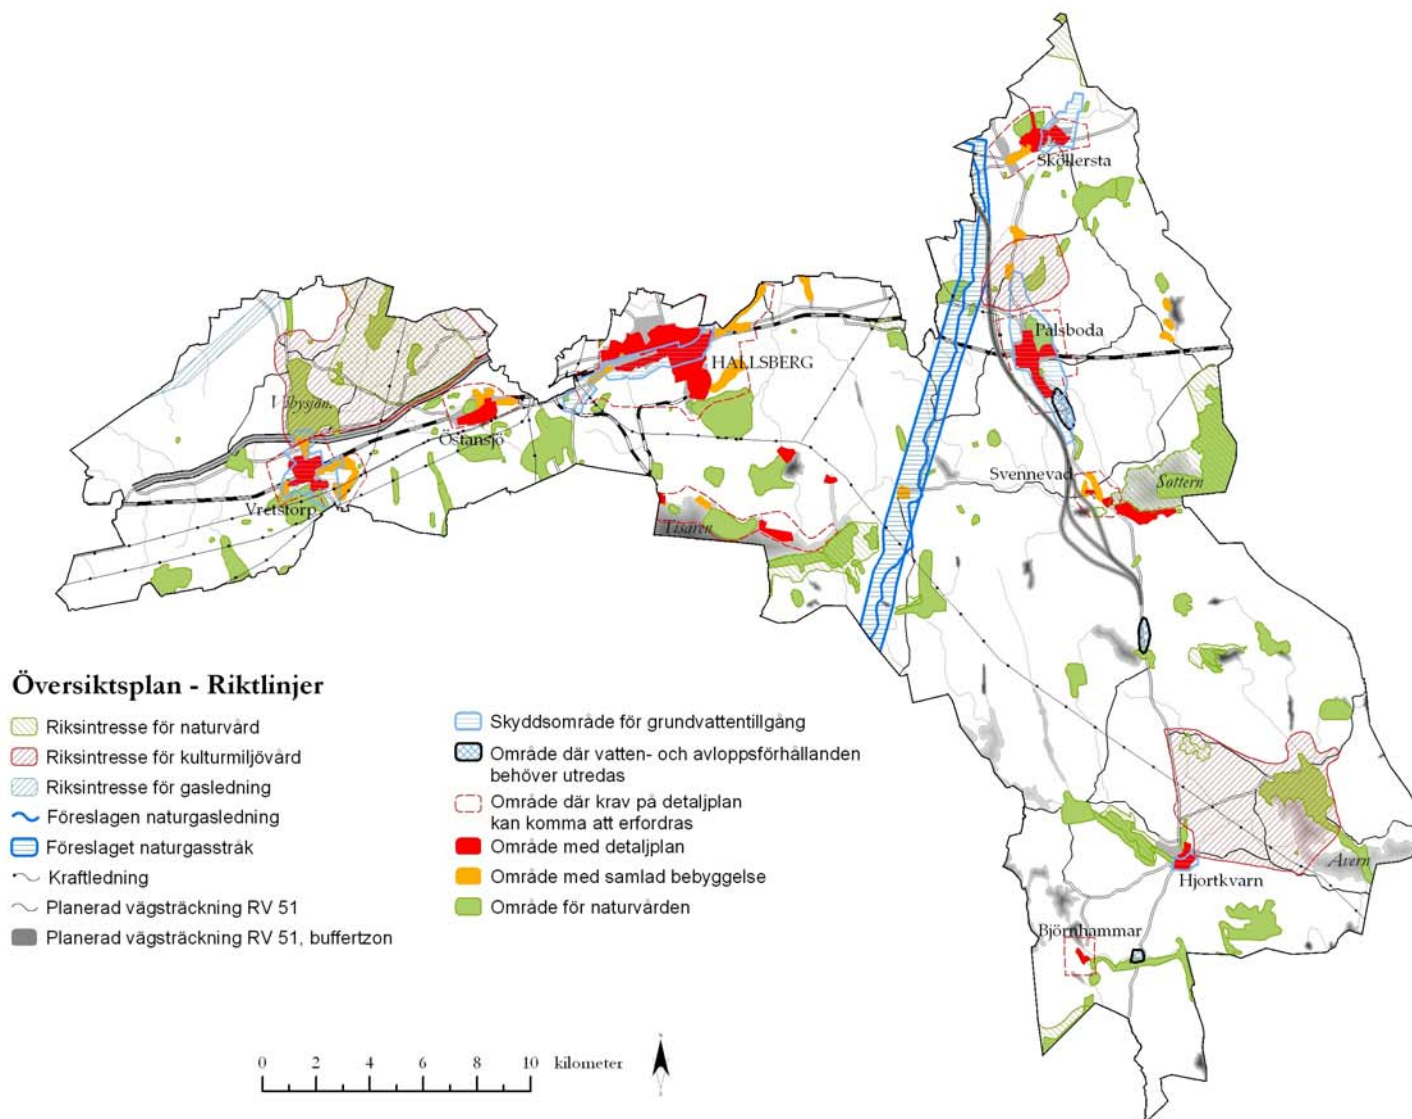 Sköllersta
Pålsboda
HALLSBERG
Vibysjön.
Östansjö
Vretstorp
Svennevad
Sottern
Tisaren
Översiktsplan - Riktlinjer
Riksintresse för naturvård
Riksintresse för kulturmiljövård
Riksintresse för gasledning
Föreslagen naturgasledning
Föreslaget naturgasstråk
Kraftledning
Planerad vägsträckning RV 51
Planerad vägsträckning RV 51, buffertzon
Skyddsområde för grundvattentillgång
Område där vatten- och avloppsförhållanden
behöver utredas
Område där krav på detaljplan
kan komma att erfordras
Område med detaljplan
Område med samlad bebyggelse
Område för naturvården
Avern
Hjortkvarn
Björnhammar
0 2 4 6 8 10 kilometer